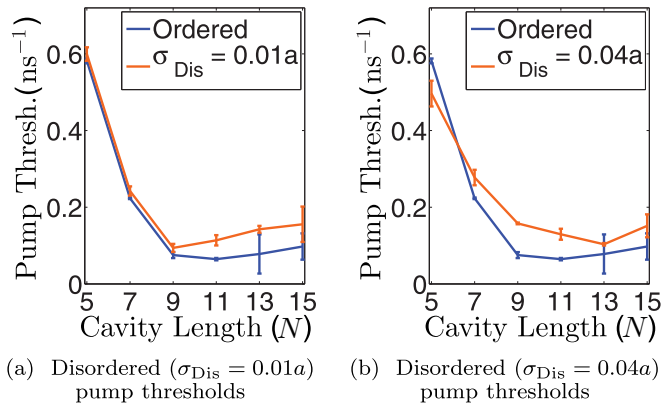 Ordered
σ Dis = 0.01a
Pump Thresh.(ns⁻¹)
0.6
0.4
0.2
0
5 7 9 11 13 15
Cavity Length (N)
(a) Disordered (σDis = 0.01a)
pump thresholds
Ordered
σ Dis = 0.04a
Pump Thresh.(ns⁻¹)
0.6
0.4
0.2
0
5 7 9 11 13 15
Cavity Length (N)
(b) Disordered (σDis = 0.04a)
pump thresholds